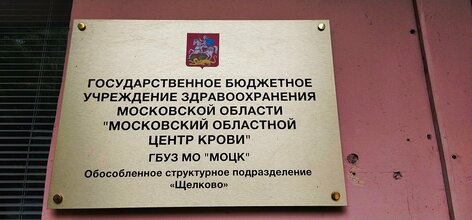 ГОСУДАРСТВЕННОЕ БЮДЖЕТНОЕ
УЧРЕЖДЕНИЕ ЗДРАВООХРАНЕНИЯ
МОСКОВСКОЙ ОБЛАСТИ
"МОСКОВСКИЙ ОБЛАСТНОЙ
ЦЕНТР КРОВИ"
ГБУЗ МО "МОЦК"
Обособленное структурное подразделение
«Щелково»